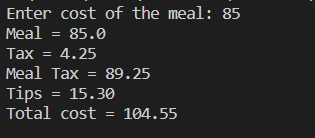 Enter cost of the meal: 85
Meal = 85.0
Tax = 4.25
Meal Tax = 89.25
Tips = 15.30
Total cost = 104.55